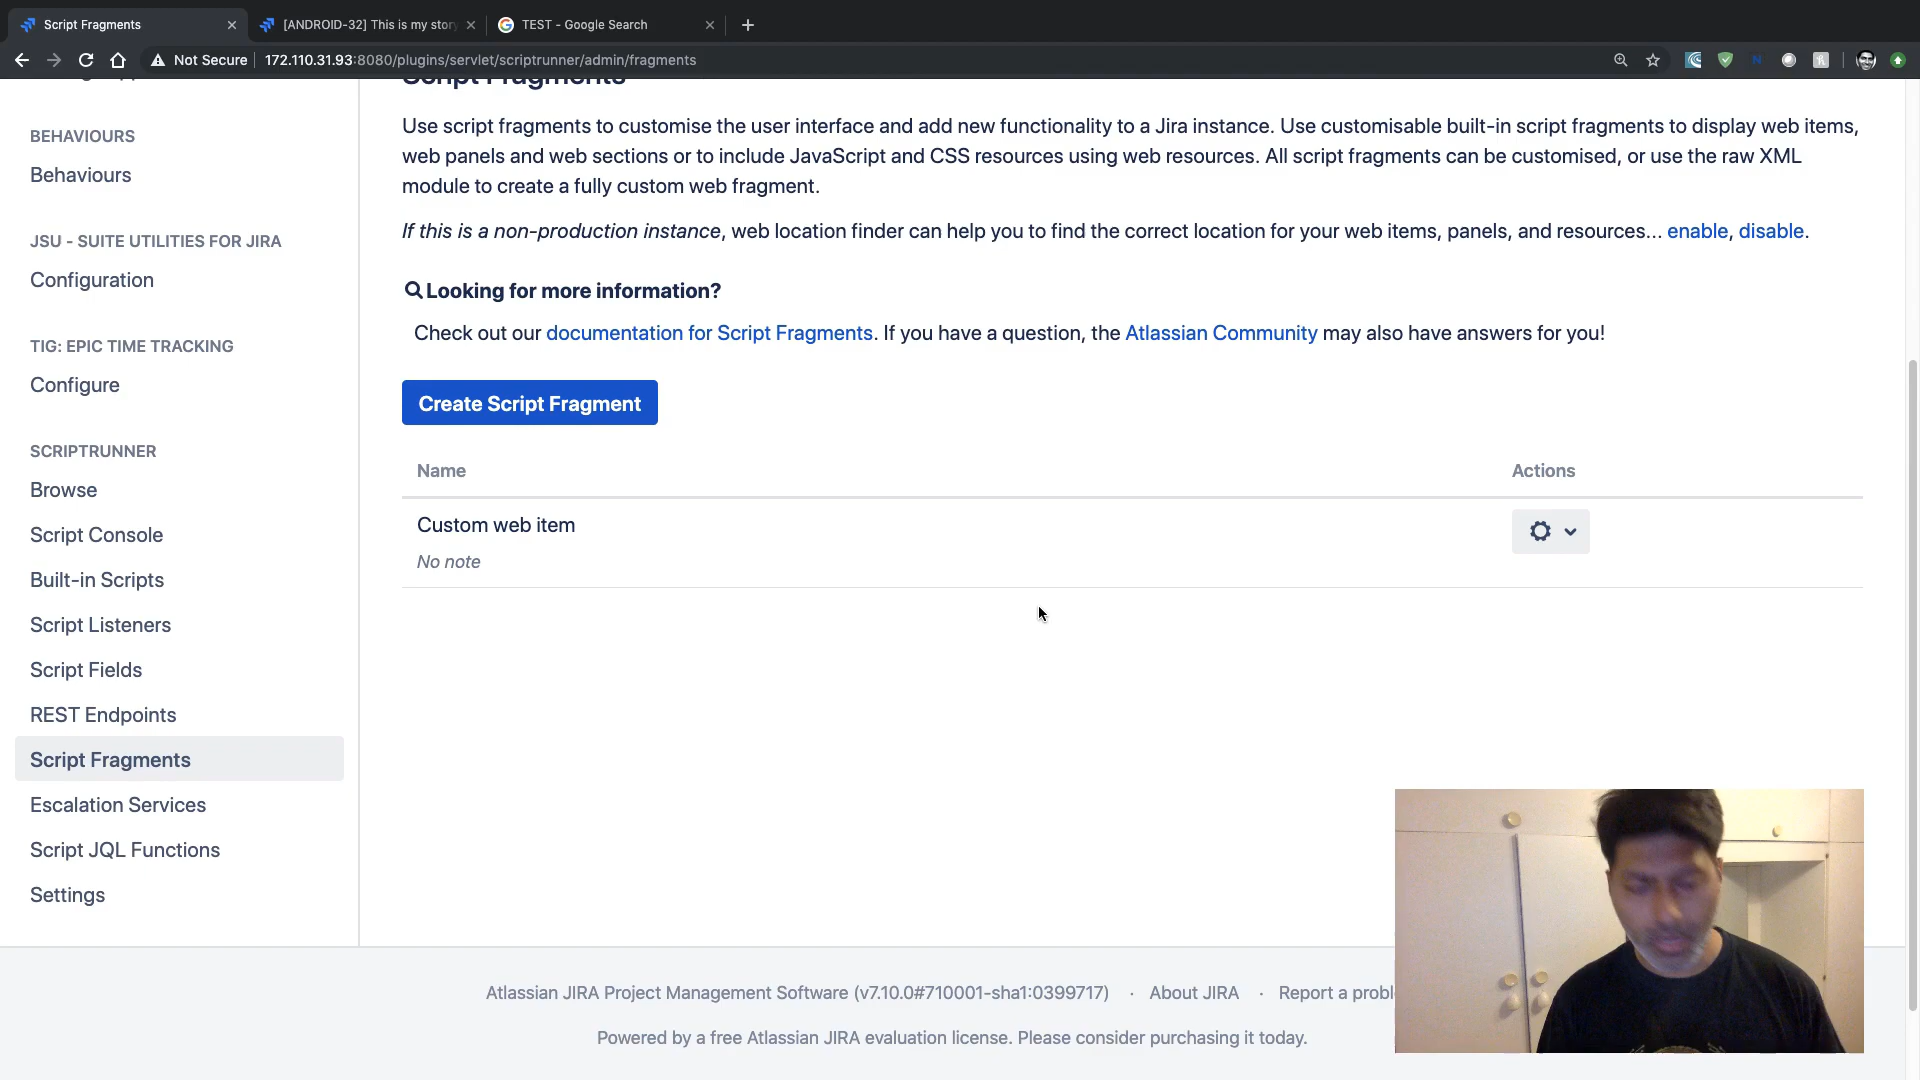 Script Fragments
[ANDROID-32] This is my story
TEST - Google Search
Not Secure
172.110.31.93:8080/plugins/servlet/scriptrunner/admin/fragments
Script Fragments
Use script fragments to customise the user interface and add new functionality to a Jira instance. Use customisable built-in script fragments to display web items,
web panels and web sections or to include JavaScript and CSS resources using web resources. All script fragments can be customised, or use the raw XML
module to create a fully custom web fragment.
If this is a non-production instance, web location finder can help you to find the correct location for your web items, panels, and resources... enable, disable.
Looking for more information?
Check out our documentation for Script Fragments. If you have a question, the Atlassian Community may also have answers for you!
Create Script Fragment
Name
Actions
Custom web item
No note
BEHAVIOURS
Behaviours
JSU - SUITE UTILITIES FOR JIRA
Configuration
TIG: EPIC TIME TRACKING
Configure
SCRIPTRUNNER
Browse
Script Console
Built-in Scripts
Script Listeners
Script Fields
REST Endpoints
Script Fragments
Escalation Services
Script JQL Functions
Settings
Atlassian JIRA Project Management Software (v7.10.0#710001-sha1:0399717) · About JIRA · Report a probl
Powered by a free Atlassian JIRA evaluation license. Please consider purchasing it today.